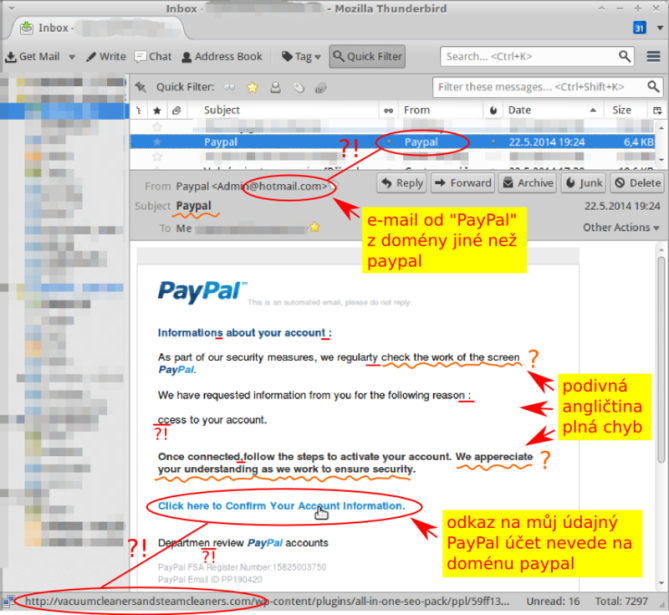 Inbox - - Mozilla Thunderbird
Inbox -
31
Get Mail Write Chat Address Book Tag Quick Filter Search... <Ctrl+K>
Quick Filter: Filter these messages... <Ctrl+Shift+K>
Subject From Date Size
Paypal Paypal 22.5.2014 19:24 6,4 KB
?!
From Paypal <Admin@hotmail.com> Reply Forward Archive Junk Delete
Subject Paypal 22.5.2014 19:24
To Me Other Actions
e-mail od "PayPal"
z domény jiné než
paypal
PayPal™ This is an automated email, please do not reply.
Informations about your account :
As part of our security measures, we regularty check the work of the screen ?
PayPal.
We have requested information from you for the following reason :
ccess to your account.
?!
podivná
angličtina
plná chyb
Once connected,follow the steps to activate your account. We appereciate ?
your understanding as we work to ensure security.
Click here to Confirm Your Account Information.
odkaz na můj údajný
PayPal účet nevede na
doménu paypal
?!
Departmen review PayPal accounts
?!
PayPal FSA Register Number:15825003750
PayPal Email ID PP190420
http://vacuumcleanersandsteamcleaners.com/wp-content/plugins/all-in-one-seo-pack/ppl/59ff13... Unread: 16 Total: 7297